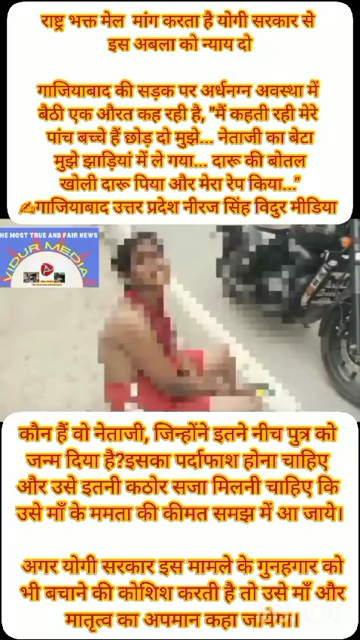 राष्ट्र भक्त मेल मांग करता है योगी सरकार से
इस अबला को न्याय दो
गाजियाबाद की सड़क पर अर्धनग्न अवस्था में
बैठी एक औरत कह रही है, "मैं कहती रही मेरे
पांच बच्चे हैं छोड़ दो मुझे... नेताजी का बेटा
मुझे झाड़ियां में ले गया... दारू की बोतल
खोली दारू पिया और मेरा रेप किया..."
✍गाजियाबाद उत्तर प्रदेश नीरज सिंह विदुर मीडिया
HE MOST TRUE AND FAIR NEWS
VIDUR MEDIA
कौन हैं वो नेताजी, जिन्होंने इतने नीच पुत्र को
जन्म दिया है?इसका पर्दाफाश होना चाहिए
और उसे इतनी कठोर सजा मिलनी चाहिए कि
उसे माँ के ममता की कीमत समझ में आ जाये।
अगर योगी सरकार इस मामले के गुनहगार को
भी बचाने की कोशिश करती है तो उसे माँ और
मातृत्व का अपमान कहा जायेगा।